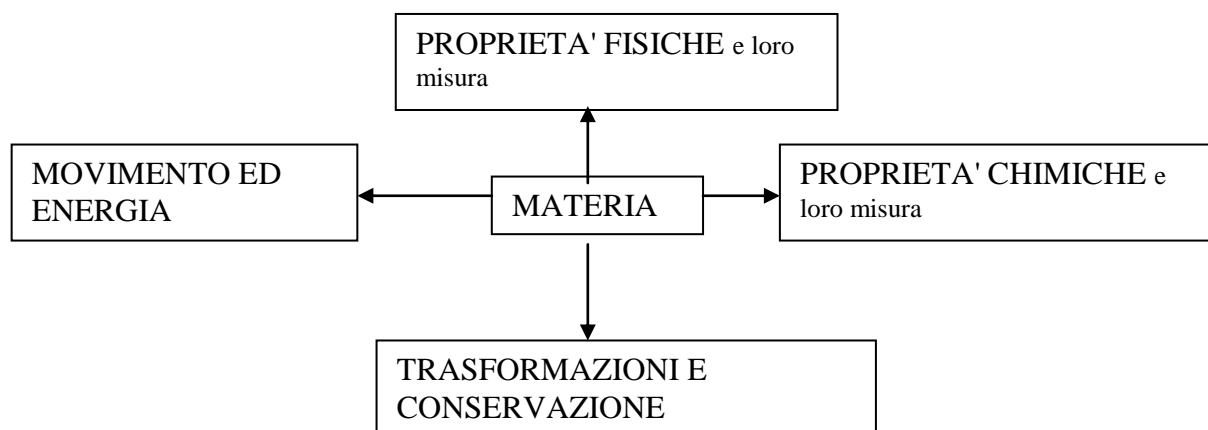 PROPRIETA' FISICHE e loro
misura
MOVIMENTO ED
ENERGIA
MATERIA
PROPRIETA' CHIMICHE e
loro misura
TRASFORMAZIONI E
CONSERVAZIONE